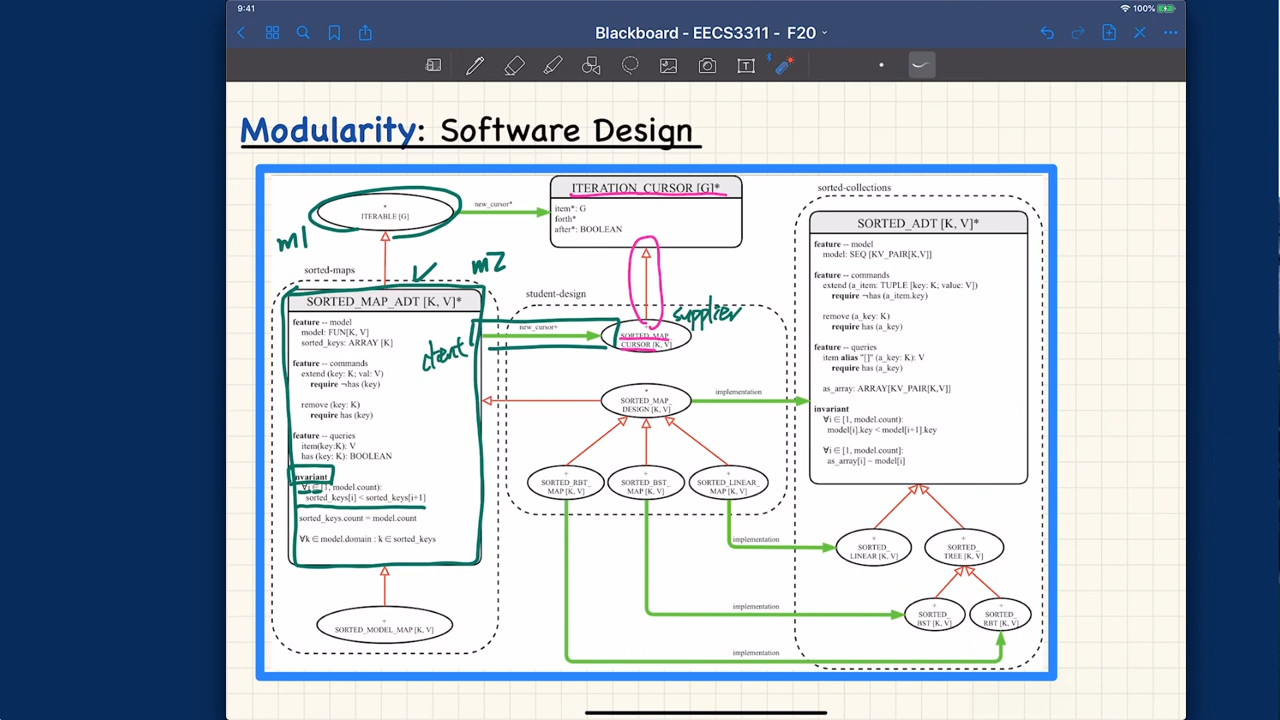 9:41
100%
Blackboard - EECS3311 - F20
Modularity: Software Design
*
ITERABLE [G]
new_cursor*
ITERATION_CURSOR [G]*
item*: G
forth*
after*: BOOLEAN
m1
m2
sorted-maps
SORTED_MAP_ADT [K, V]*
feature -- model
model: FUN[K, V]
sorted_keys: ARRAY [K]
feature -- commands
extend (key: K; val: V)
require ¬has (key)
remove (key: K)
require has (key)
feature -- queries
item(key:K): V
has (key: K): BOOLEAN
invariant
∀i ∈ [1, model.count):
sorted_keys[i] < sorted_keys[i+1]
sorted_keys.count = model.count
∀k ∈ model.domain : k ∈ sorted_keys
+
SORTED_MODEL_MAP [K, V]
student-design
client
new_cursor+
supplier
SORTED_MAP_
CURSOR [K, V]
*
SORTED_MAP_
DESIGN [K, V]
implementation
+
SORTED_RBT_
MAP [K, V]
+
SORTED_BST_
MAP [K, V]
+
SORTED_LINEAR_
MAP [K, V]
implementation
implementation
implementation
sorted-collections
SORTED_ADT [K, V]*
feature -- model
model: SEQ [KV_PAIR[K,V]]
feature -- commands
extend (a_item: TUPLE [key: K; value: V])
require ¬has (a_item.key)
remove (a_key: K)
require has (a_key)
feature -- queries
item alias "[]" (a_key: K): V
require has (a_key)
as_array: ARRAY[KV_PAIR[K,V]]
invariant
∀i ∈ [1, model.count):
model[i].key < model[i+1].key
∀i ∈ [1, model.count]:
as_array[i] ~ model[i]
+
SORTED_
LINEAR [K, V]
*
SORTED_
TREE [K, V]
+
SORTED_
BST [K, V]
+
SORTED_
RBT [K, V]